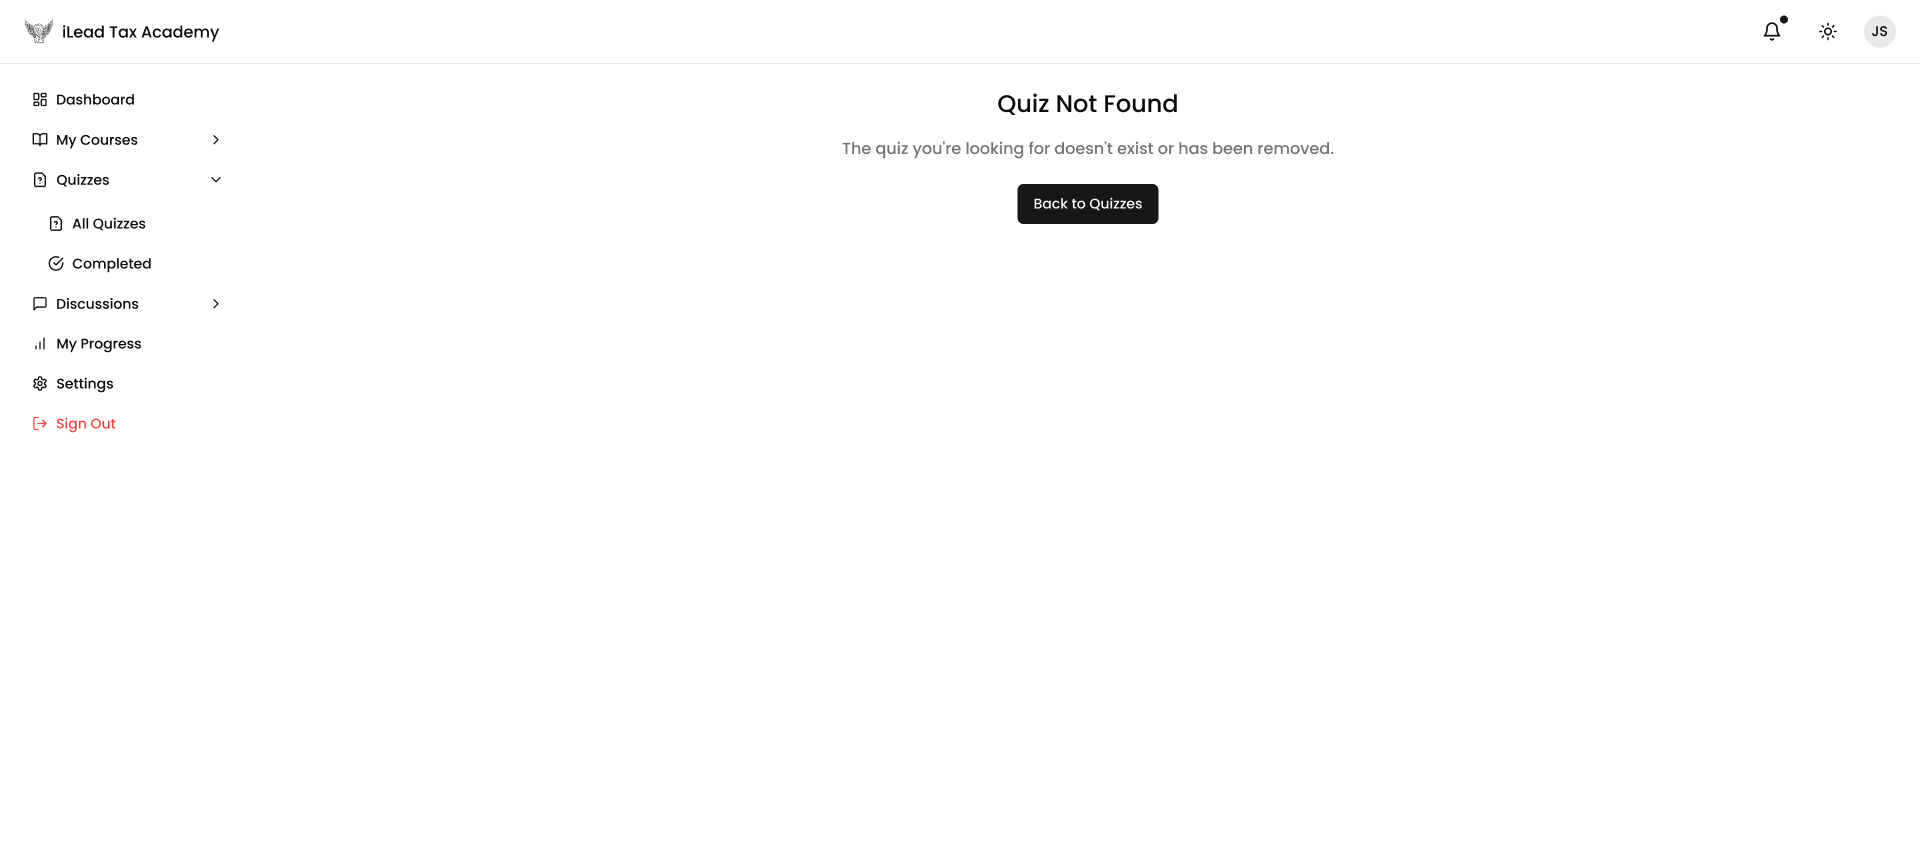 iLead Tax Academy
JS
Dashboard
My Courses
Quizzes
All Quizzes
Completed
Discussions
My Progress
Settings
Sign Out
Quiz Not Found
The quiz you're looking for doesn't exist or has been removed.
Back to Quizzes